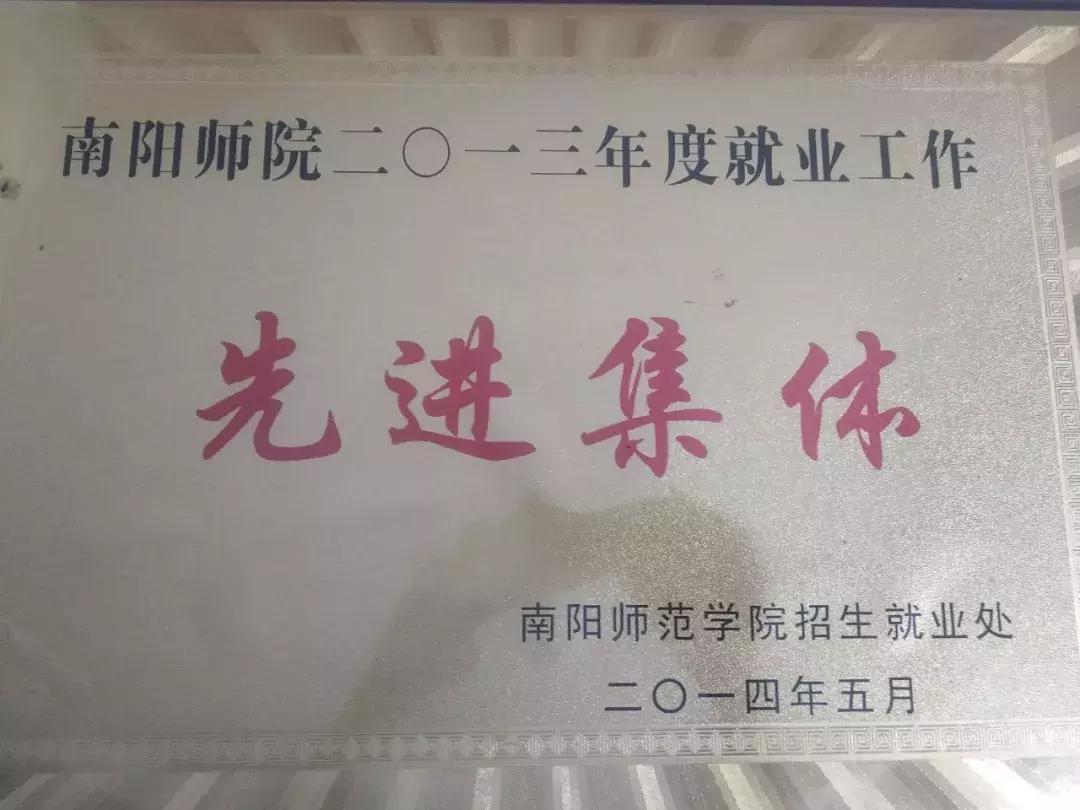 南阳师院二〇一三年度就业工作
先进集体
南阳师范学院招生就业处
二〇一四年五月